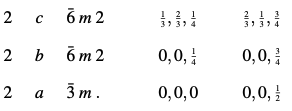 2 c 6̄ m 2 1/3, 2/3, 1/4 2/3, 1/3, 3/4
2 b 6̄ m 2 0,0,1/4 0,0,3/4
2 a 3̄ m . 0,0,0 0,0,1/2